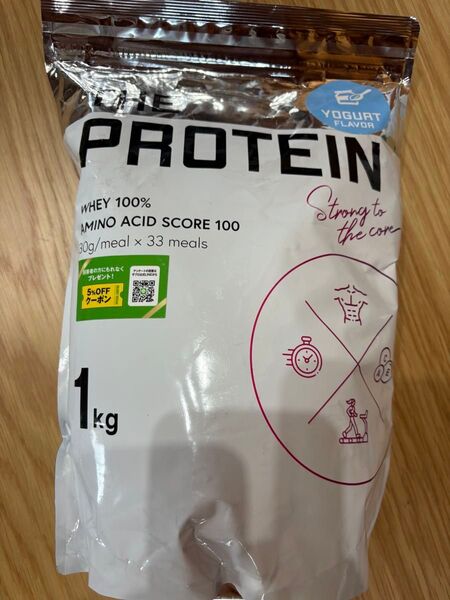 THE
PROTEIN
YOGURT
FLAVOR
WHEY 100%
AMINO ACID SCORE 100
30g/meal × 33 meals
Strong to
the core
プレゼント!
5%OFF
クーポン
1kg